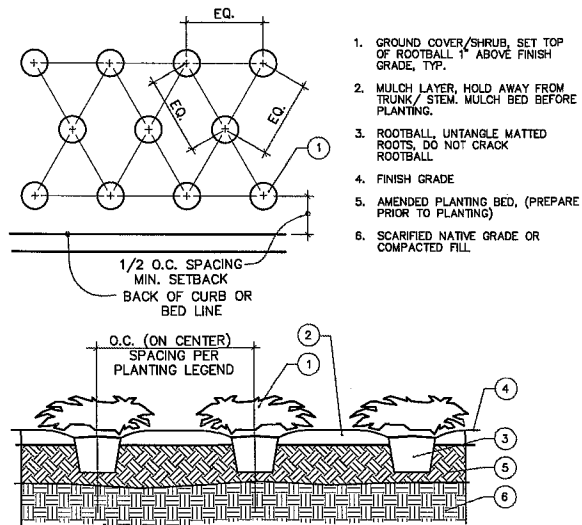 EQ.
EQ.
EQ.
1
1/2 O.C. SPACING
MIN. SETBACK
BACK OF CURB OR
BED LINE
1. GROUND COVER/SHRUB, SET TOP
OF ROOTBALL 1" ABOVE FINISH
GRADE, TYP.
2. MULCH LAYER, HOLD AWAY FROM
TRUNK/ STEM. MULCH BED BEFORE
PLANTING.
3. ROOTBALL, UNTANGLE MATTED
ROOTS, DO NOT CRACK
ROOTBALL
4. FINISH GRADE
5. AMENDED PLANTING BED, (PREPARE
PRIOR TO PLANTING)
6. SCARIFIED NATIVE GRADE OR
COMPACTED FILL
O.C. (ON CENTER)
SPACING PER
PLANTING LEGEND
2
1
4
3
5
6